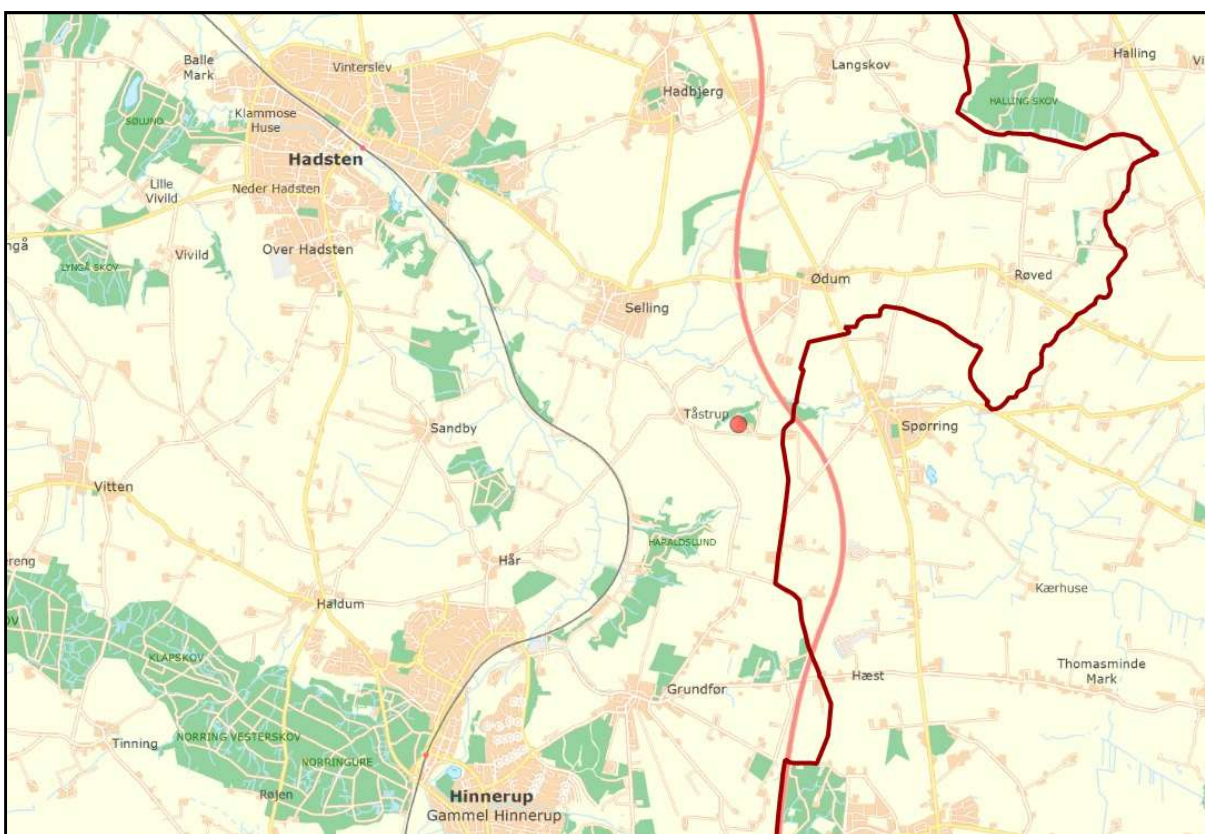 Balle
Mark
Vinterslev
Hadbjerg
Langskov
Halling
SØLUND
Klammose
Huse
HALLING SKOV
Hadsten
Lille
Vivild
Neder Hadsten
Over Hadsten
Vivild
LYNGÅ SKOV
Selling
Ødum
Røved
Tåstrup
Spørring
Sandby
Vitten
HARALDSLUND
Hår
Haldum
Kærhuse
KLAPSKOV
Grundfør
Hæst
Thomasminde
Mark
Tinning
NORRING VESTERSKOV
NORRINGURE
Røjen
Hinnerup
Gammel Hinnerup